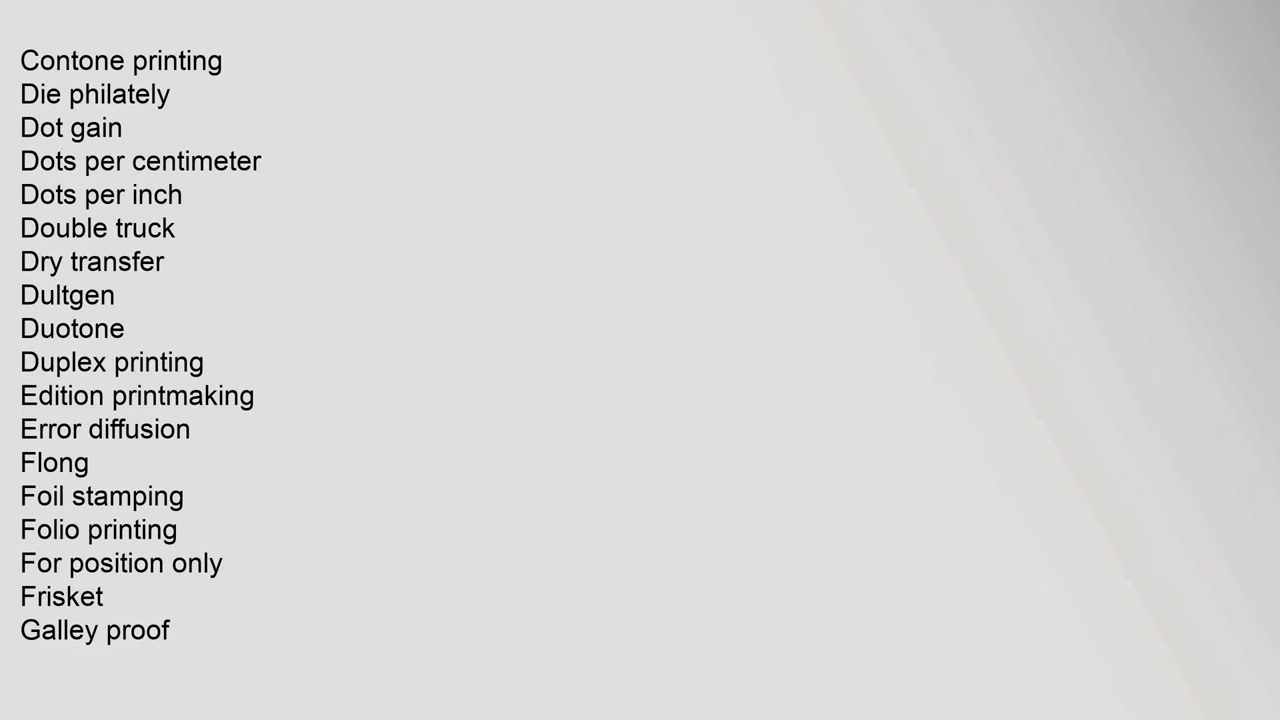 Contone printing
Die philately
Dot gain
Dots per centimeter
Dots per inch
Double truck
Dry transfer
Dultgen
Duotone
Duplex printing
Edition printmaking
Error diffusion
Flong
Foil stamping
Folio printing
For position only
Frisket
Galley proof